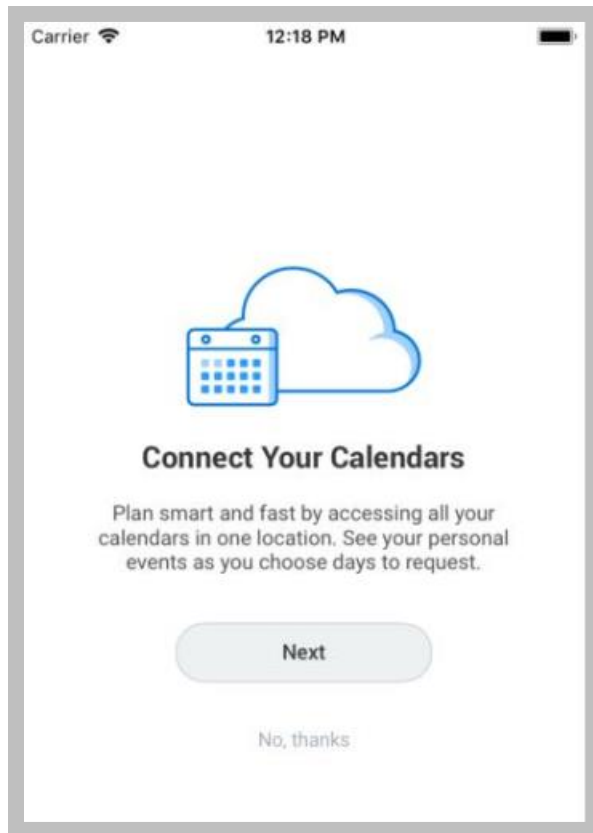 Carrier 12:18 PM
Connect Your Calendars
Plan smart and fast by accessing all your
calendars in one location. See your personal
events as you choose days to request.
Next
No, thanks